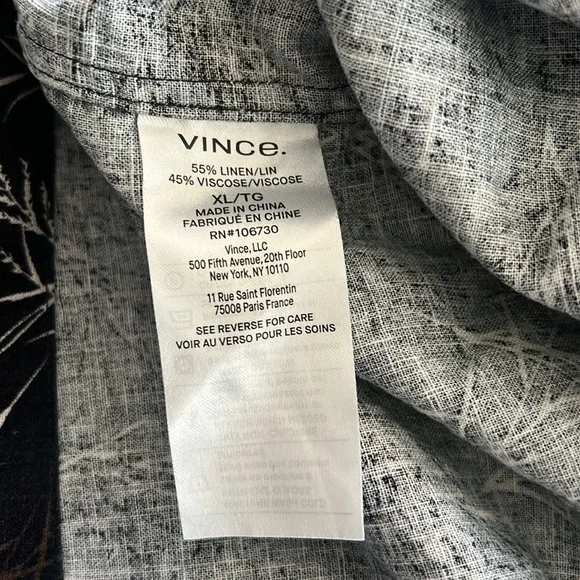 VINCE.
55% LINEN/LIN
45% VISCOSE/VISCOSE
XL/TG
MADE IN CHINA
FABRIQUÉ EN CHINE
RN#106730
Vince, LLC
500 Fifth Avenue, 20th Floor
New York, NY 10110
11 Rue Saint Florentin
75008 Paris France
SEE REVERSE FOR CARE
VOIR AU VERSO POUR LES SOINS